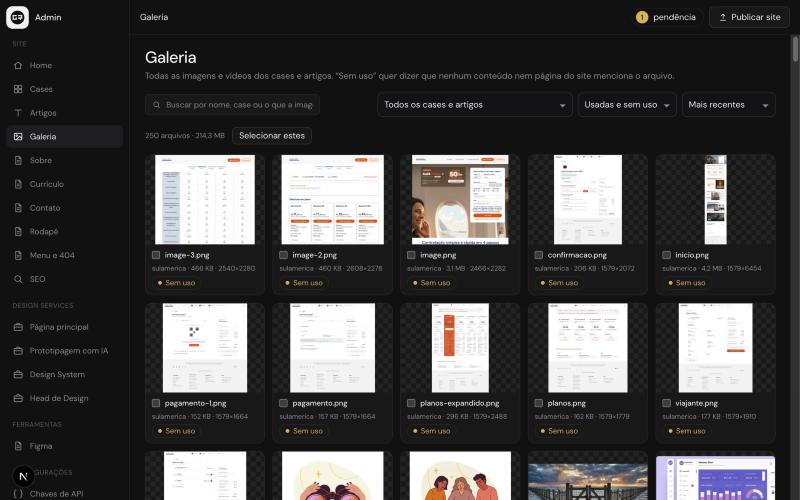 Admin
Galeria
1 pendência
Publicar site
SITE
Home
Cases
Artigos
Galeria
Sobre
Currículo
Contato
Rodapé
Menu e 404
SEO
DESIGN SERVICES
Página principal
Prototipagem com IA
Design System
Head de Design
FERRAMENTAS
Figma
GURAÇÕES
Chaves de API
Galeria
Todas as imagens e vídeos dos cases e artigos. "Sem uso" quer dizer que nenhum conteúdo nem página do site menciona o arquivo.
Buscar por nome, case ou o que a imag
Todos os cases e artigos
Usadas e sem uso
Mais recentes
250 arquivos · 214,3 MB
Selecionar estes
image-3.png
sulamerica · 466 KB · 2540×2280
Sem uso
image-2.png
sulamerica · 460 KB · 2608×2278
Sem uso
image.png
sulamerica · 3,1 MB · 2466×2282
Sem uso
confirmacao.png
sulamerica · 206 KB · 1579×2072
Sem uso
inicio.png
sulamerica · 4,2 MB · 1579×6454
Sem uso
pagamento-1.png
sulamerica · 152 KB · 1579×1664
Sem uso
pagamento.png
sulamerica · 157 KB · 1579×1664
Sem uso
planos-expandido.png
sulamerica · 296 KB · 1579×2488
Sem uso
planos.png
sulamerica · 162 KB · 1579×1779
Sem uso
viajante.png
sulamerica · 177 KB · 1579×1910
Sem uso